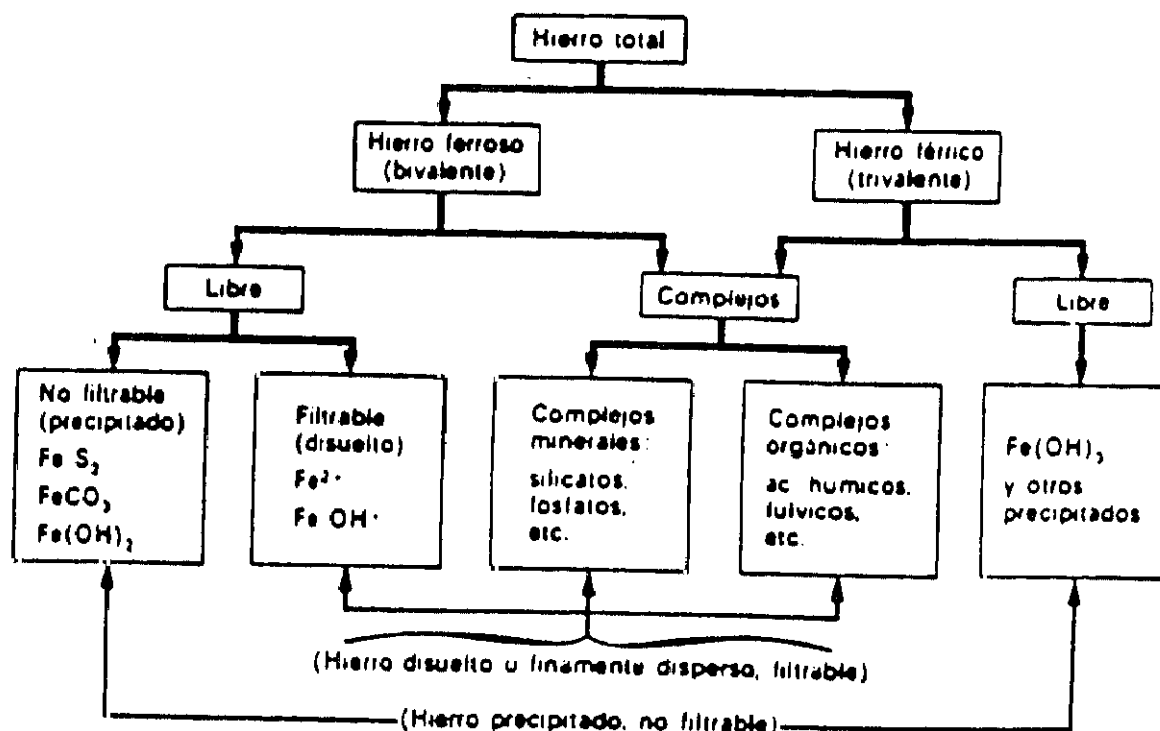 Hierro total
Hierro ferroso
(bivalente)
Hierro férrico
(trivalente)
Libre
Complejos
Libre
No filtrable
(precipitado)
Fe S₂
FeCO₃
Fe(OH)₂
Filtrable
(disuelto)
Fe²⁺
Fe OH⁺
Complejos
minerales:
silicatos,
fosfatos,
etc.
Complejos
orgánicos:
ac húmicos,
fulvicos,
etc.
Fe(OH)₃
y otros
precipitados
(Hierro disuelto o finamente disperso, filtrable)
(Hierro precipitado, no filtrable)